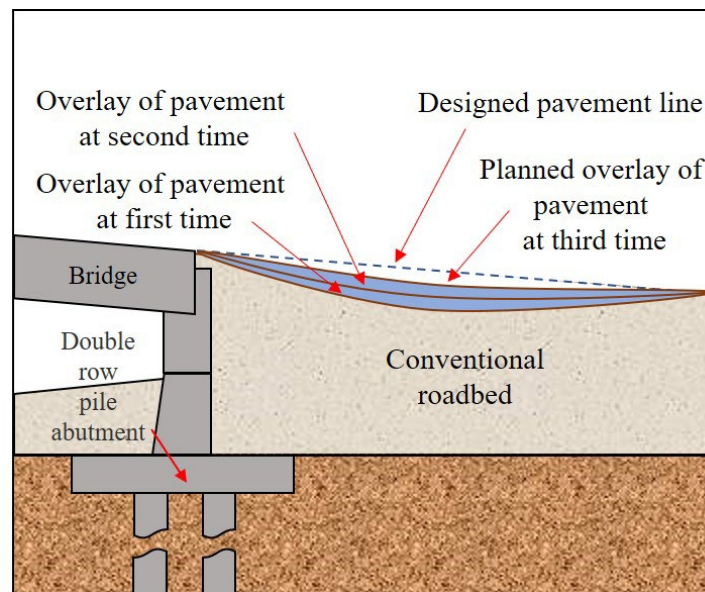 Overlay of pavement
at second time
Designed pavement line
Overlay of pavement
at first time
Planned overlay of
pavement
at third time
Bridge
Double
row
pile
abutment
Conventional
roadbed